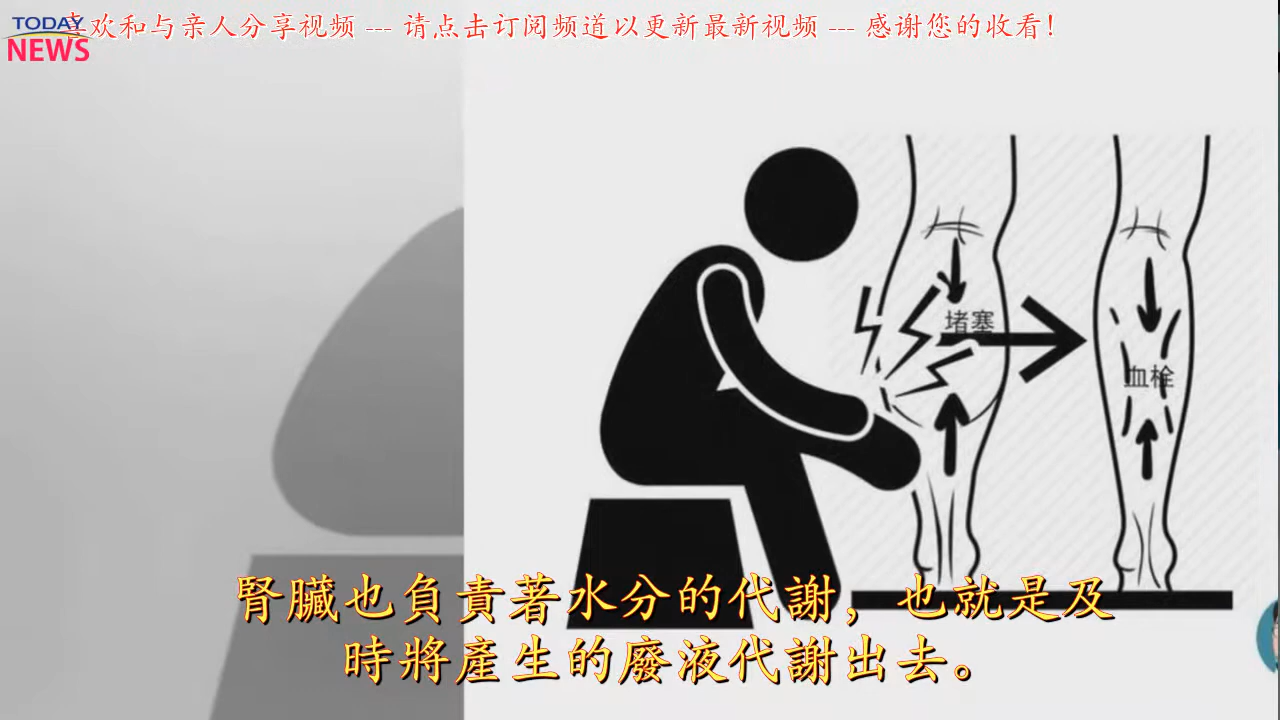 TODAY
NEWS
喜欢和与亲人分享视频 --- 请点击订阅频道以更新最新视频 --- 感谢您的收看!
堵塞
血栓
腎臟也負責著水分的代謝，也就是及
時將產生的廢液代謝出去。